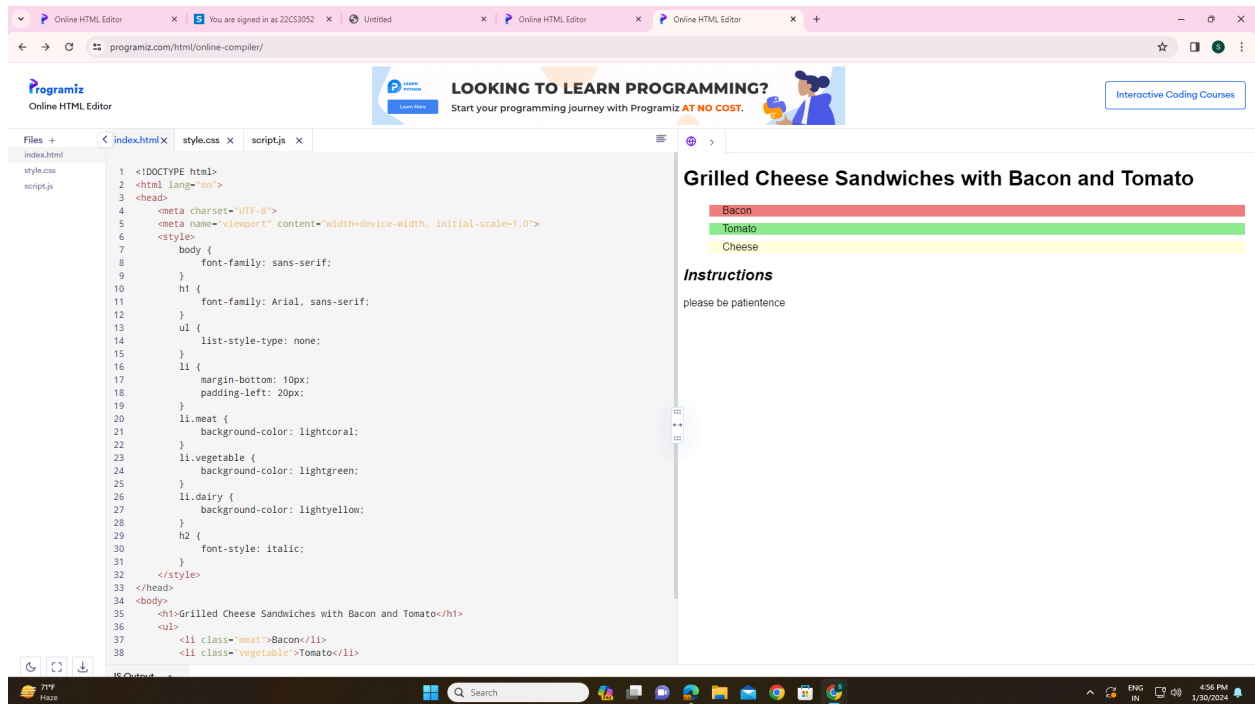 Online HTML Editor
You are signed in as 22CS3052
Untitled
Online HTML Editor
Online HTML Editor
programiz.com/html/online-compiler/
S
Programiz
Online HTML Editor
LEARN PYTHON
Learn More
LOOKING TO LEARN PROGRAMMING?
Start your programming journey with Programiz AT NO COST.
Interactive Coding Courses
Files +
index.html
style.css
script.js
index.html
style.css
script.js
1 <!DOCTYPE html>
2 <html lang="en">
3 <head>
4 <meta charset="UTF-8">
5 <meta name="viewport" content="width=device-width, initial-scale=1.0">
6 <style>
7 body {
8 font-family: sans-serif;
9 }
10 h1 {
11 font-family: Arial, sans-serif;
12 }
13 ul {
14 list-style-type: none;
15 }
16 li {
17 margin-bottom: 10px;
18 padding-left: 20px;
19 }
20 li.meat {
21 background-color: lightcoral;
22 }
23 li.vegetable {
24 background-color: lightgreen;
25 }
26 li.dairy {
27 background-color: lightyellow;
28 }
29 h2 {
30 font-style: italic;
31 }
32 </style>
33 </head>
34 <body>
35 <h1>Grilled Cheese Sandwiches with Bacon and Tomato</h1>
36 <ul>
37 <li class="meat">Bacon</li>
38 <li class="vegetable">Tomato</li>
JS Output
Grilled Cheese Sandwiches with Bacon and Tomato
Bacon
Tomato
Cheese
Instructions
please be patientence
71°F
Haze
Search
ENG
IN
4:56 PM
1/30/2024